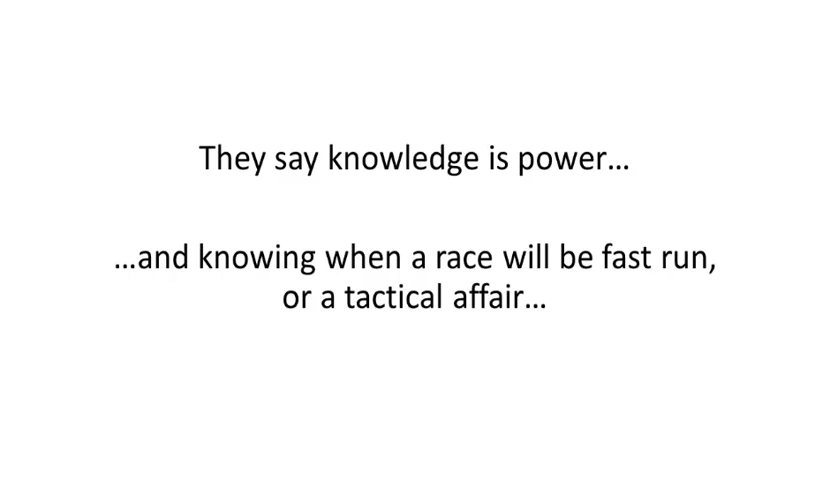 They say knowledge is power…
…and knowing when a race will be fast run,
or a tactical affair…